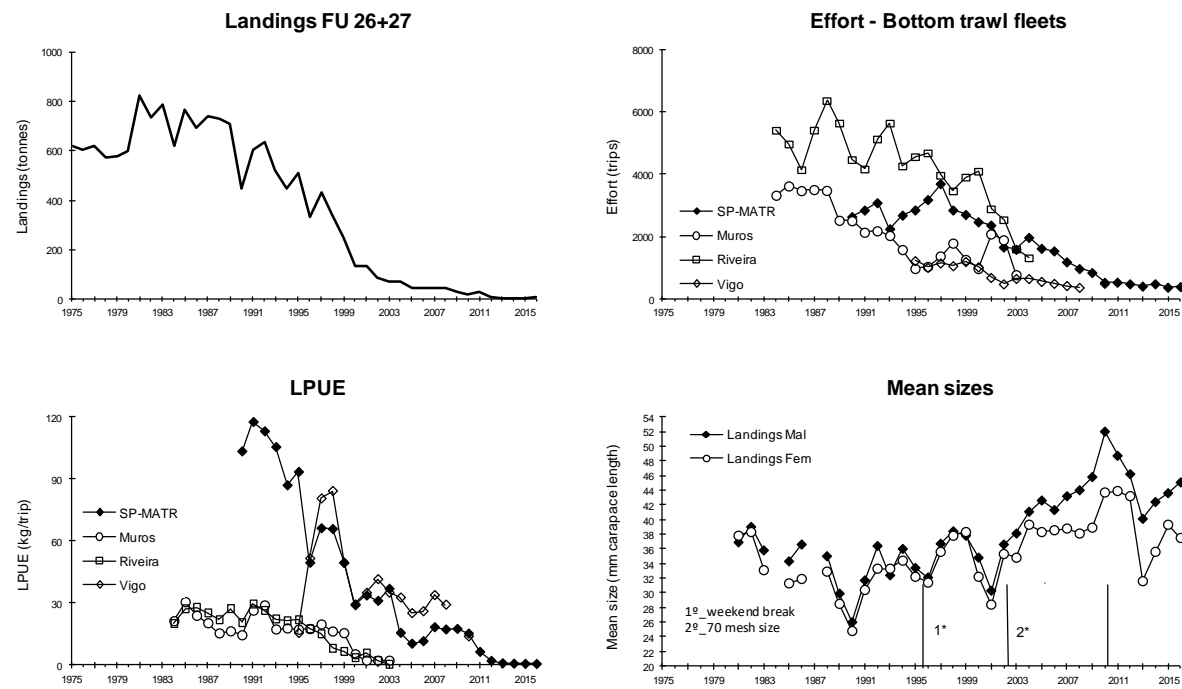 Landings FU 26+27
Landings (tonnes)
1000
800
600
400
200
0
1975 1979 1983 1987 1991 1995 1999 2003 2007 2011 2015
Effort - Bottom trawl fleets
Effort (trips)
8000
6000
4000
2000
0
SP-MATR
Muros
Riveira
Vigo
1975 1979 1983 1987 1991 1995 1999 2003 2007 2011 2015
LPUE
LPUE (kg/trip)
120
90
60
30
0
SP-MATR
Muros
Riveira
Vigo
1975 1979 1983 1987 1991 1995 1999 2003 2007 2011 2015
Mean sizes
Mean size (mm carapace length)
54
52
50
48
46
44
42
40
38
36
34
32
30
28
26
24
22
20
Landings Mal
Landings Fem
1º_weekend break
2º_70 mesh size
1*
2*
1975 1979 1983 1987 1991 1995 1999 2003 2007 2011 2015